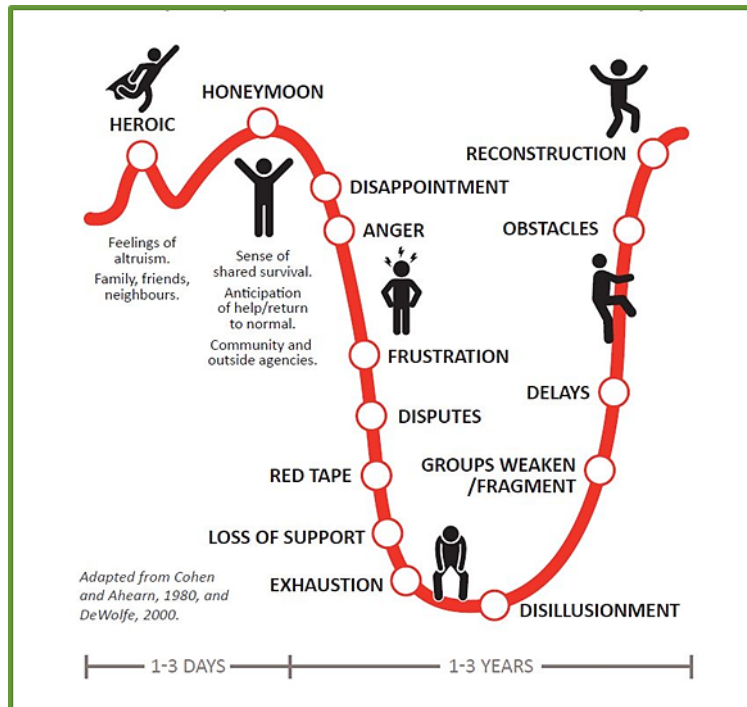 HEROIC
HONEYMOON
Feelings of
altruism.
Family, friends,
neighbours.
Sense of
shared survival.
Anticipation
of help/return
to normal.
Community and
outside agencies.
DISAPPOINTMENT
ANGER
FRUSTRATION
DISPUTES
RED TAPE
LOSS OF SUPPORT
EXHAUSTION
DISILLUSIONMENT
GROUPS WEAKEN
/FRAGMENT
DELAYS
OBSTACLES
RECONSTRUCTION
Adapted from Cohen
and Ahearn, 1980, and
DeWolfe, 2000.
1-3 DAYS
1-3 YEARS